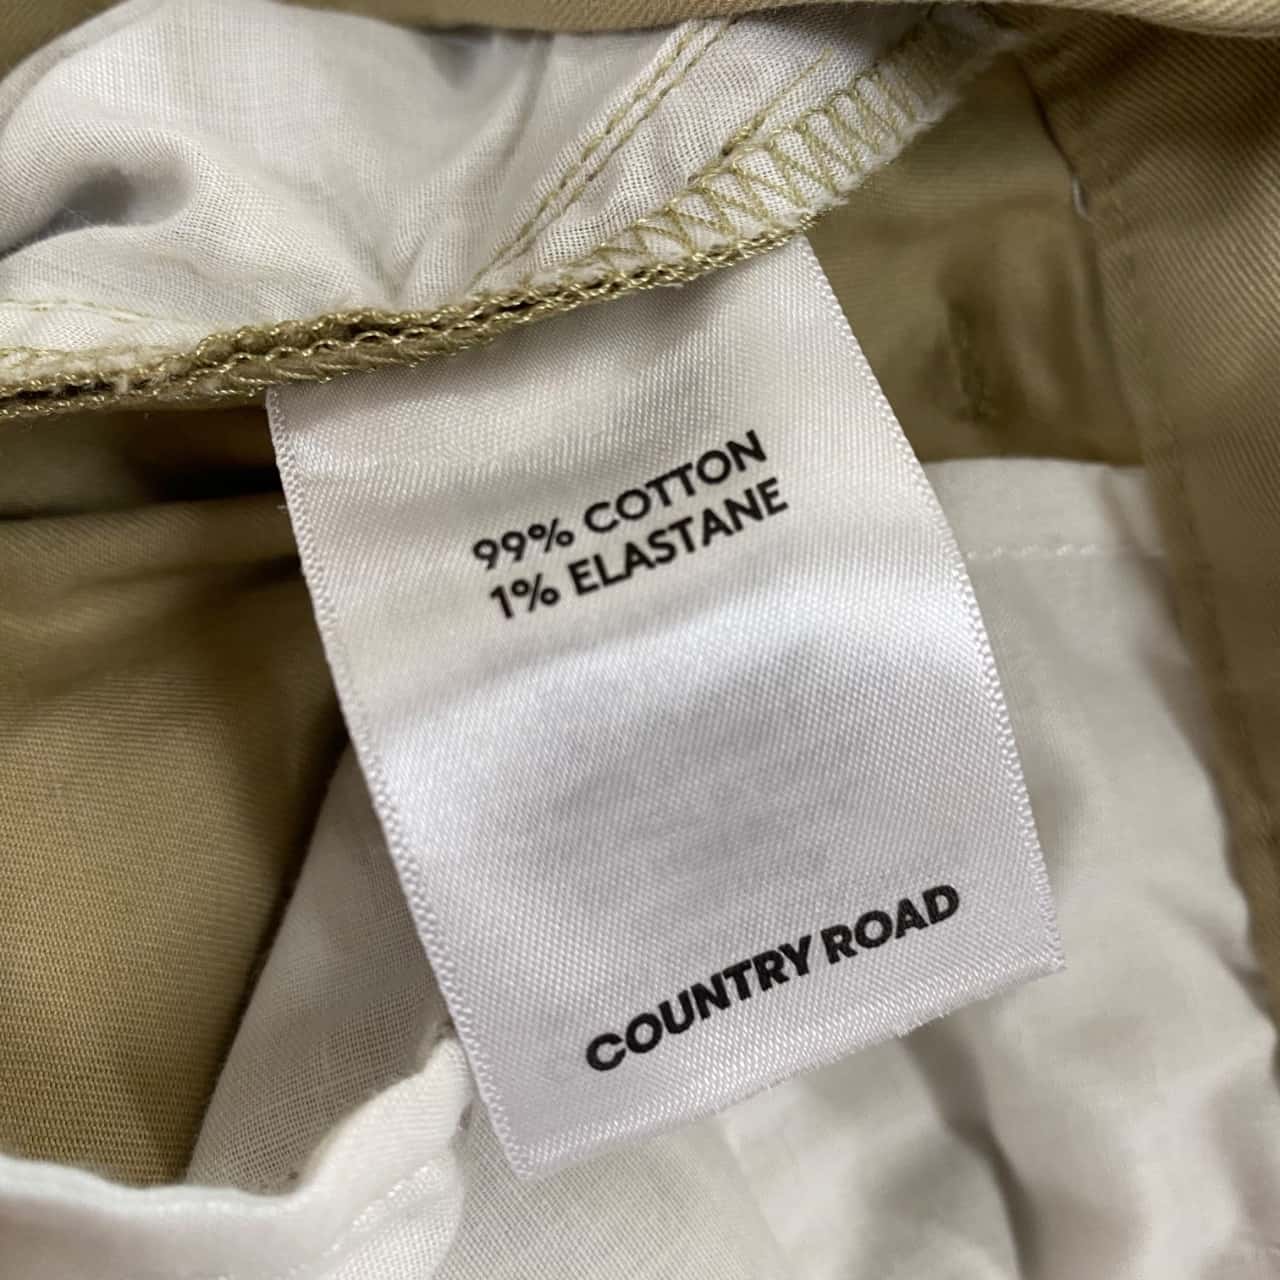 99% COTTON
1% ELASTANE
COUNTRY ROAD